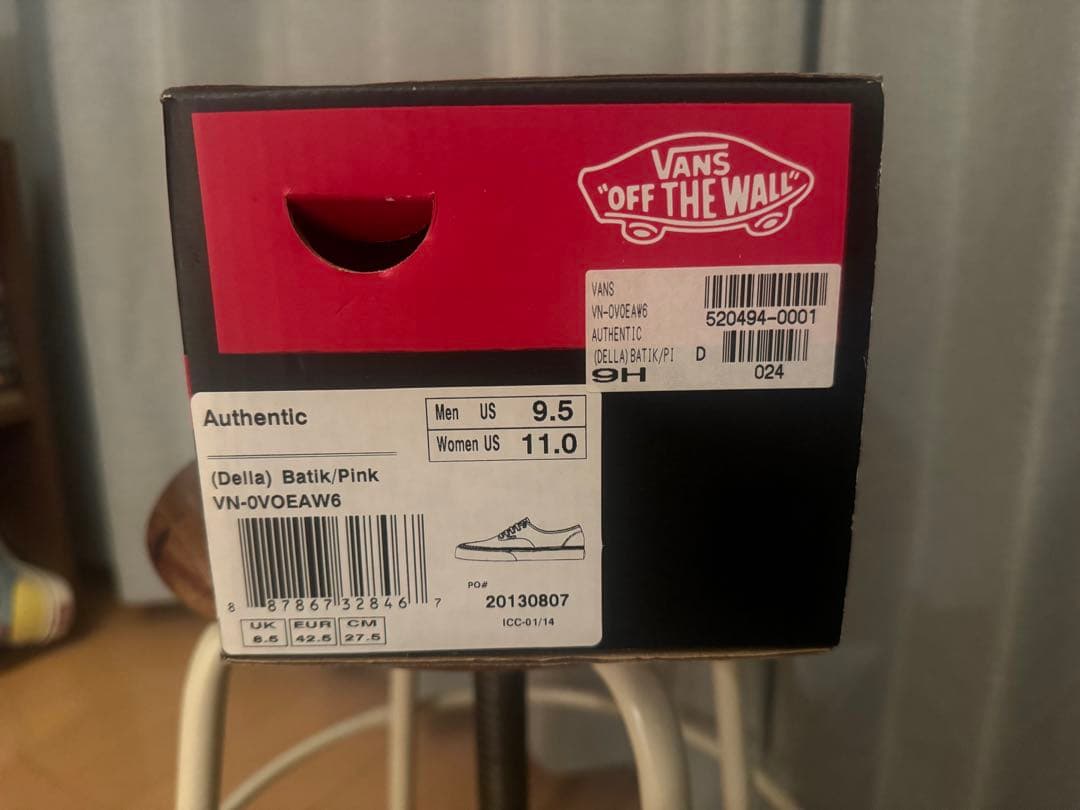 VANS
"OFF THE WALL"
VANS
VN-0VOEAW6
520494-0001
AUTHENTIC
(DELLA)BATIK/PI D
9H
024
Authentic
Men US 9.5
Women US 11.0
(Della) Batik/Pink
VN-0VOEAW6
8 87867 32846 7
PO#
20130807
ICC-01/14
UK EUR CM
8.5 42.5 27.5